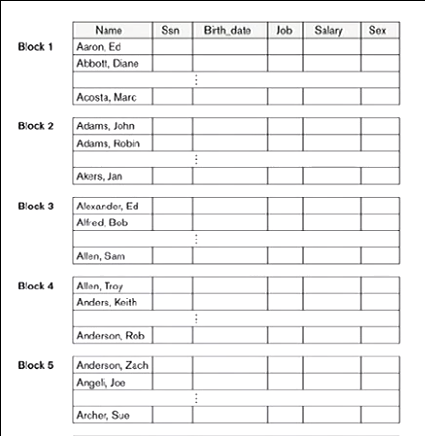 Name Ssn Birth_date Job Salary Sex
Block 1 Aaron, Ed
Abbott, Diane
⋮
Acosta, Marc
Block 2 Adams, John
Adams, Robin
⋮
Akers, Jan
Block 3 Alexander, Ed
Alfred, Bob
⋮
Allen, Sam
Block 4 Allen, Troy
Anders, Keith
⋮
Anderson, Rob
Block 5 Anderson, Zach
Angeli, Joe
⋮
Archer, Sue